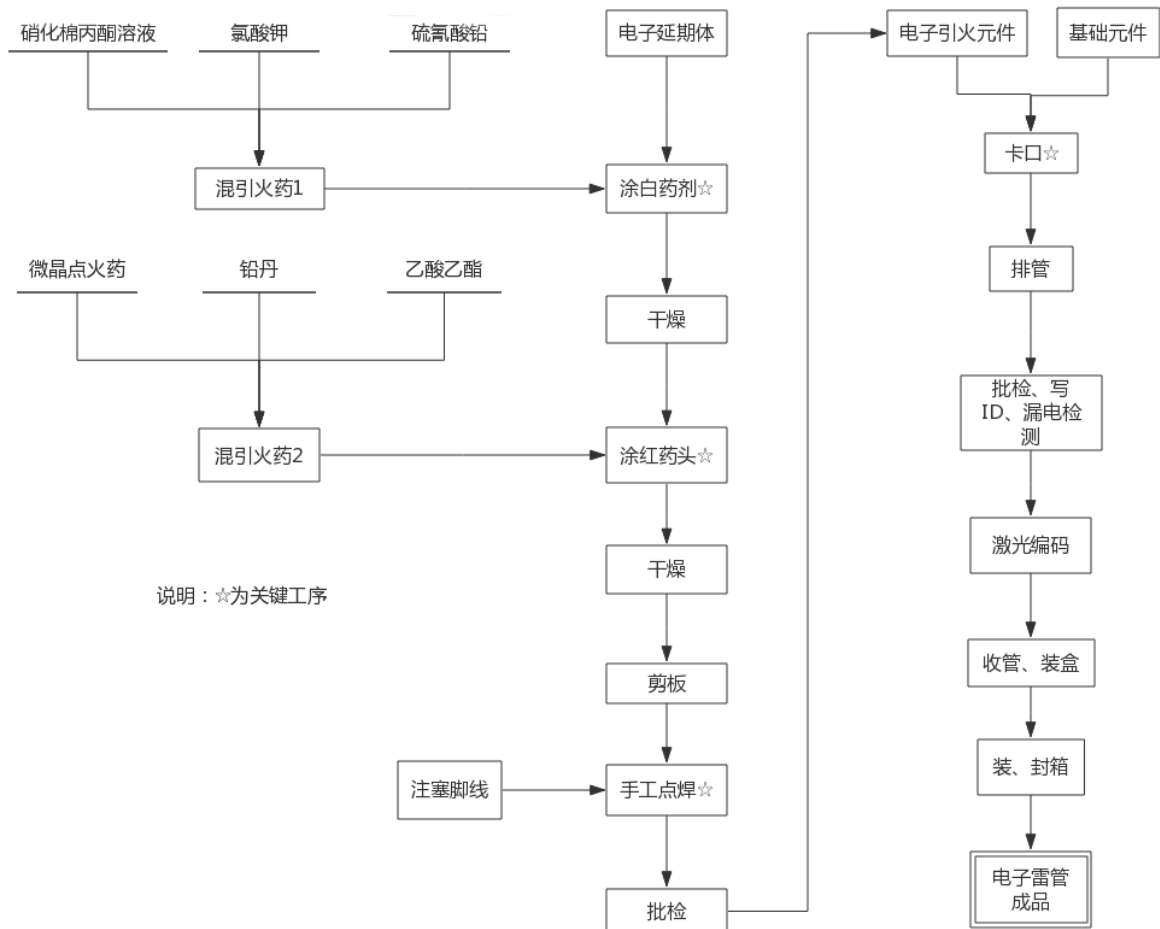 硝化棉丙酮溶液
氯酸钾
硫氰酸铅
电子延期体
电子引火元件
基础元件
卡口☆
混引火药1
涂白药剂☆
排管
微晶点火药
铅丹
乙酸乙酯
干燥
批检、写
ID、漏电检
测
混引火药2
涂红药头☆
激光编码
干燥
说明：☆为关键工序
收管、装盒
剪板
装、封箱
注塞脚线
手工点焊☆
电子雷管
成品
批检